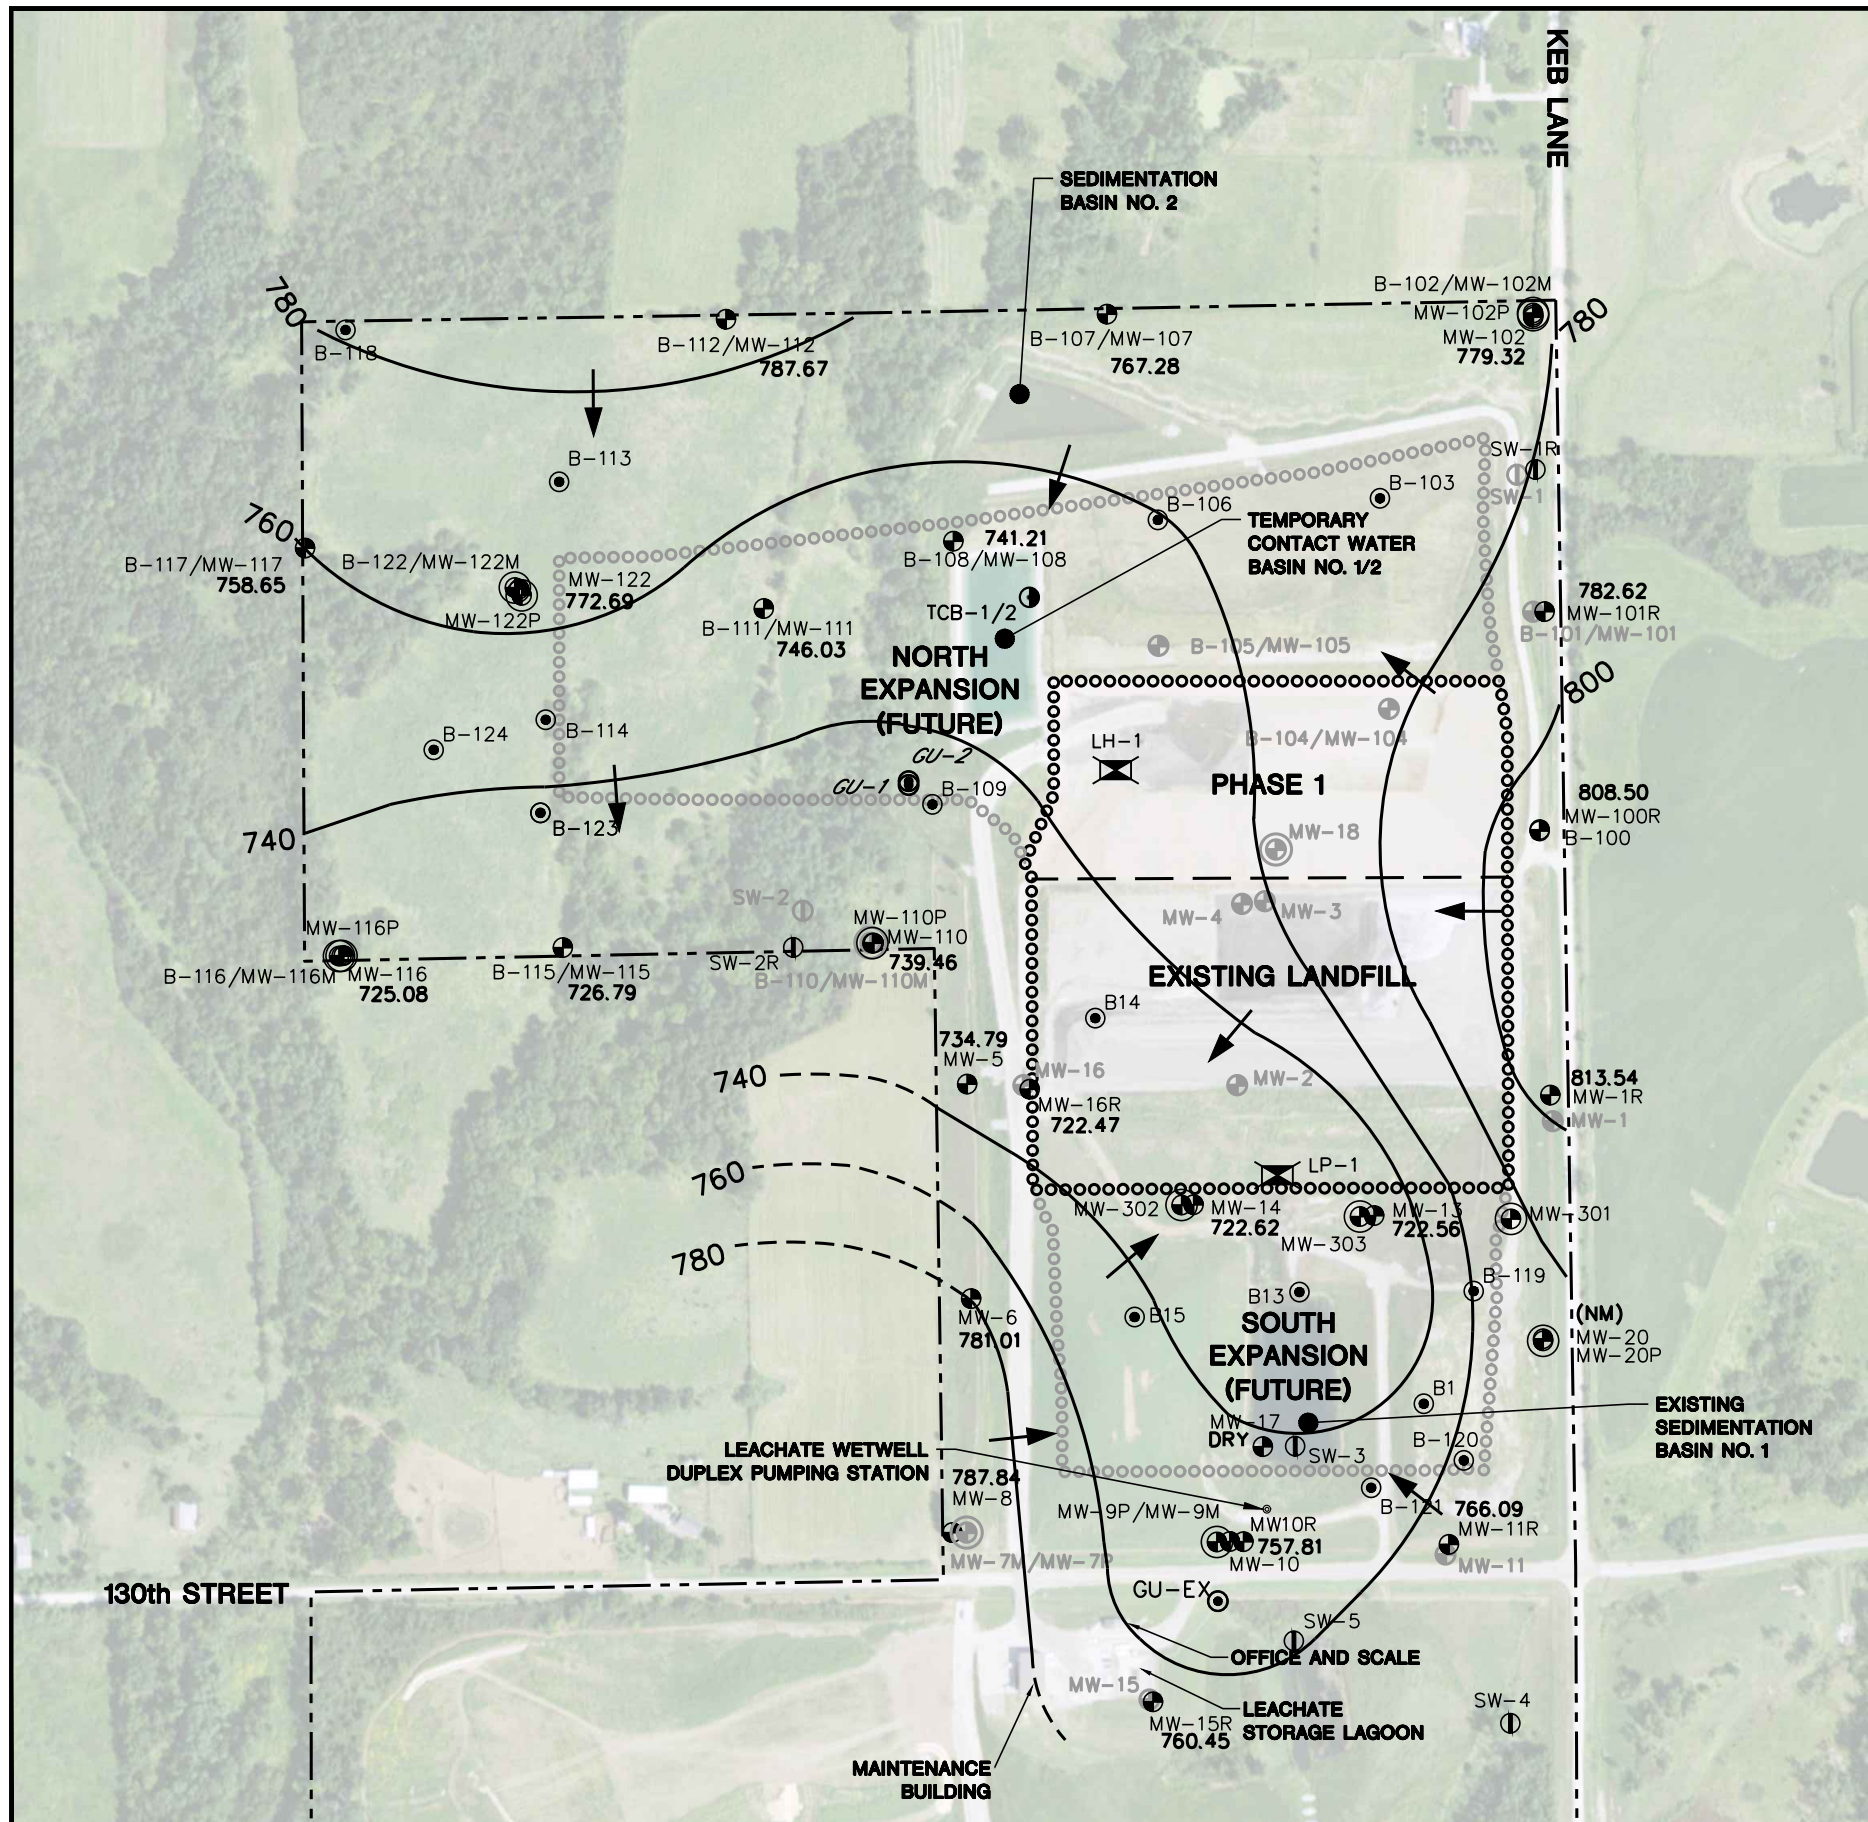 KEB LANE
SEDIMENTATION
BASIN NO. 2
B-102/MW-102M
MW-102P
MW-102
779.32
780
780
B-118
B-112/MW-112
787.67
B-107/MW-107
767.28
B-113
SW-1R
SW-1
B-103
B-106
TEMPORARY
CONTACT WATER
BASIN NO. 1/2
760
B-117/MW-117
758.65
B-122/MW-122M
MW-122
772.69
MW-122P
741.21
B-108/MW-108
TCB-1/2
B-111/MW-111
746.03
B-105/MW-105
782.62
MW-101R
B-101/MW-101
NORTH
EXPANSION
(FUTURE)
800
B-124
B-114
B-104/MW-104
LH-1
GU-2
GU-1
B-109
PHASE 1
808.50
MW-100R
B-100
B-123
740
MW-18
SW-2
MW-4
MW-3
MW-116P
B-116/MW-116M
MW-116
725.08
B-115/MW-115
726.79
SW-2R
MW-110P
MW-110
739.46
B-110/MW-110M
EXISTING LANDFILL
B14
734.79
MW-5
740
MW-16
MW-16R
722.47
MW-2
813.54
MW-1R
MW-1
760
LP-1
MW-302
MW-14
722.62
MW-13
722.56
MW-303
MW-301
780
B-119
B13
(NM)
MW-20
MW-20P
MW-6
781.01
B15
SOUTH
EXPANSION
(FUTURE)
B1
EXISTING
SEDIMENTATION
BASIN NO. 1
MW-17
DRY
SW-3
B-120
LEACHATE WETWELL
DUPLEX PUMPING STATION
787.84
MW-8
MW-7M/MW-7P
MW-9P/MW-9M
MW10R
757.81
MW-10
B-121
766.09
MW-11R
MW-11
130th STREET
GU-EX
SW-5
OFFICE AND SCALE
MW-15
MW-15R
760.45
LEACHATE
STORAGE LAGOON
SW-4
MAINTENANCE
BUILDING